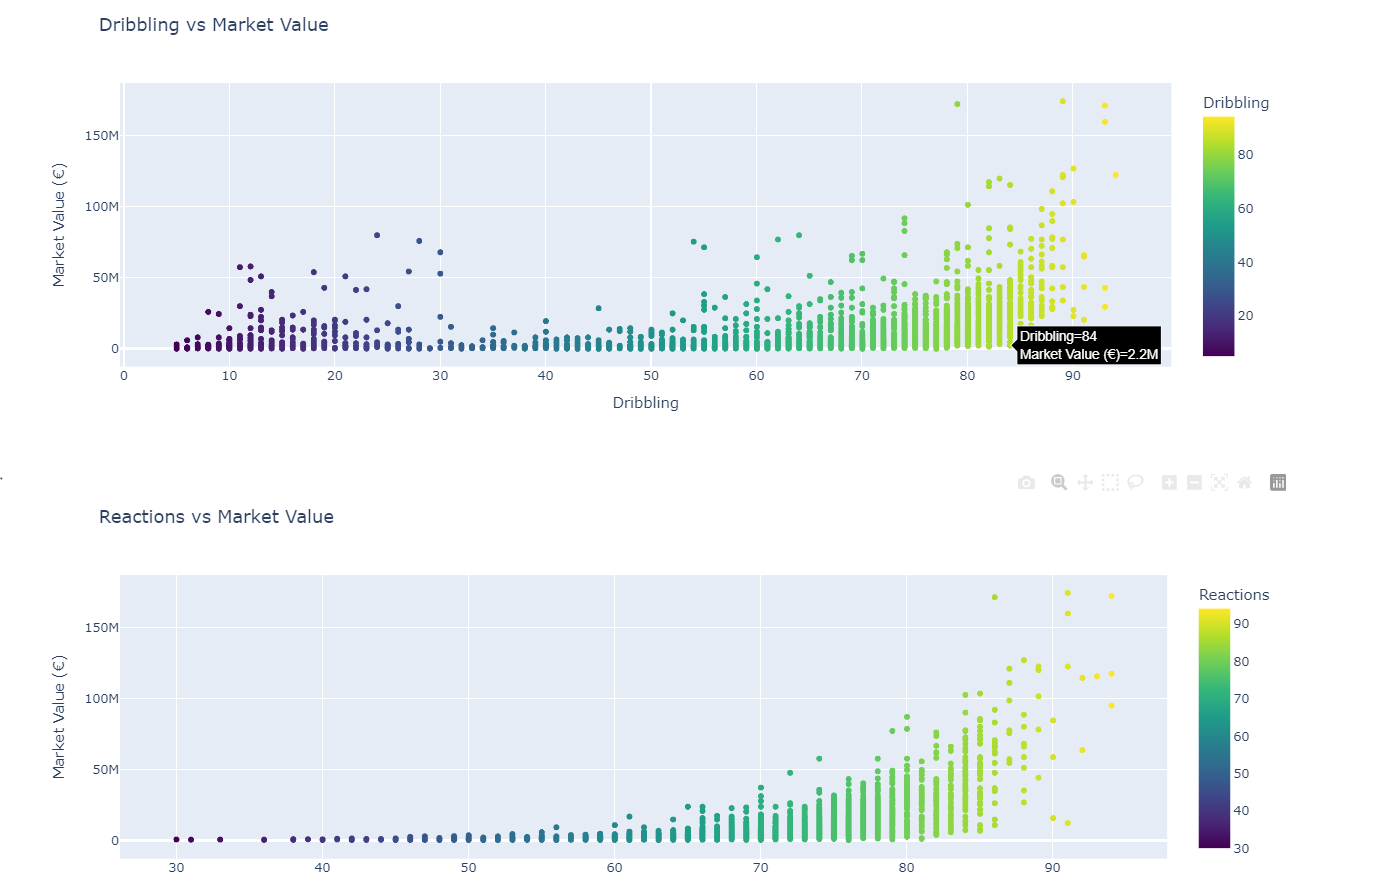 Dribbling vs Market Value
Dribbling
150M
100M
50M
0
Market Value (€)
80
60
40
20
Dribbling=84
Market Value (€)=2.2M
0 10 20 30 40 50 60 70 80 90
Dribbling
Reactions vs Market Value
Reactions
150M
100M
50M
0
Market Value (€)
90
80
70
60
50
40
30
30 40 50 60 70 80 90